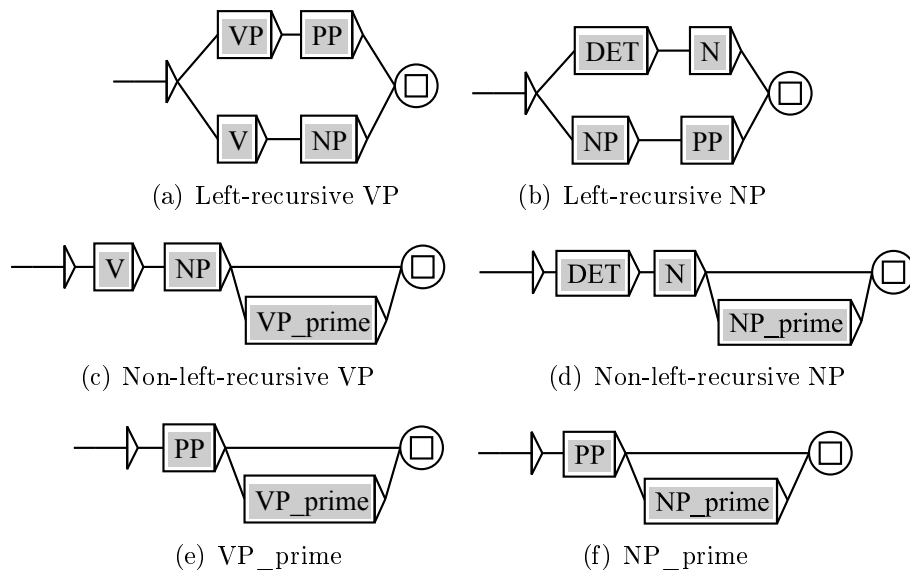 VP PP
V NP
(a) Left-recursive VP
DET N
NP PP
(b) Left-recursive NP
V NP
VP_prime
(c) Non-left-recursive VP
DET N
NP_prime
(d) Non-left-recursive NP
PP
VP_prime
(e) VP_prime
PP
NP_prime
(f) NP_prime